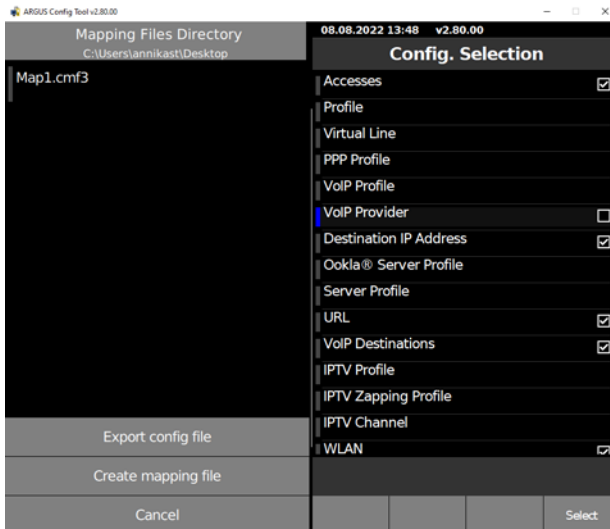 ARGUS Config Tool v2.80.00
Mapping Files Directory
C:\Users\annikast\Desktop
Map1.cmf3
Export config file
Create mapping file
Cancel
08.08.2022 13:48 v2.80.00
Config. Selection
Accesses
Profile
Virtual Line
PPP Profile
VoIP Profile
VoIP Provider
Destination IP Address
Ookla® Server Profile
Server Profile
URL
VoIP Destinations
IPTV Profile
IPTV Zapping Profile
IPTV Channel
WLAN
Select